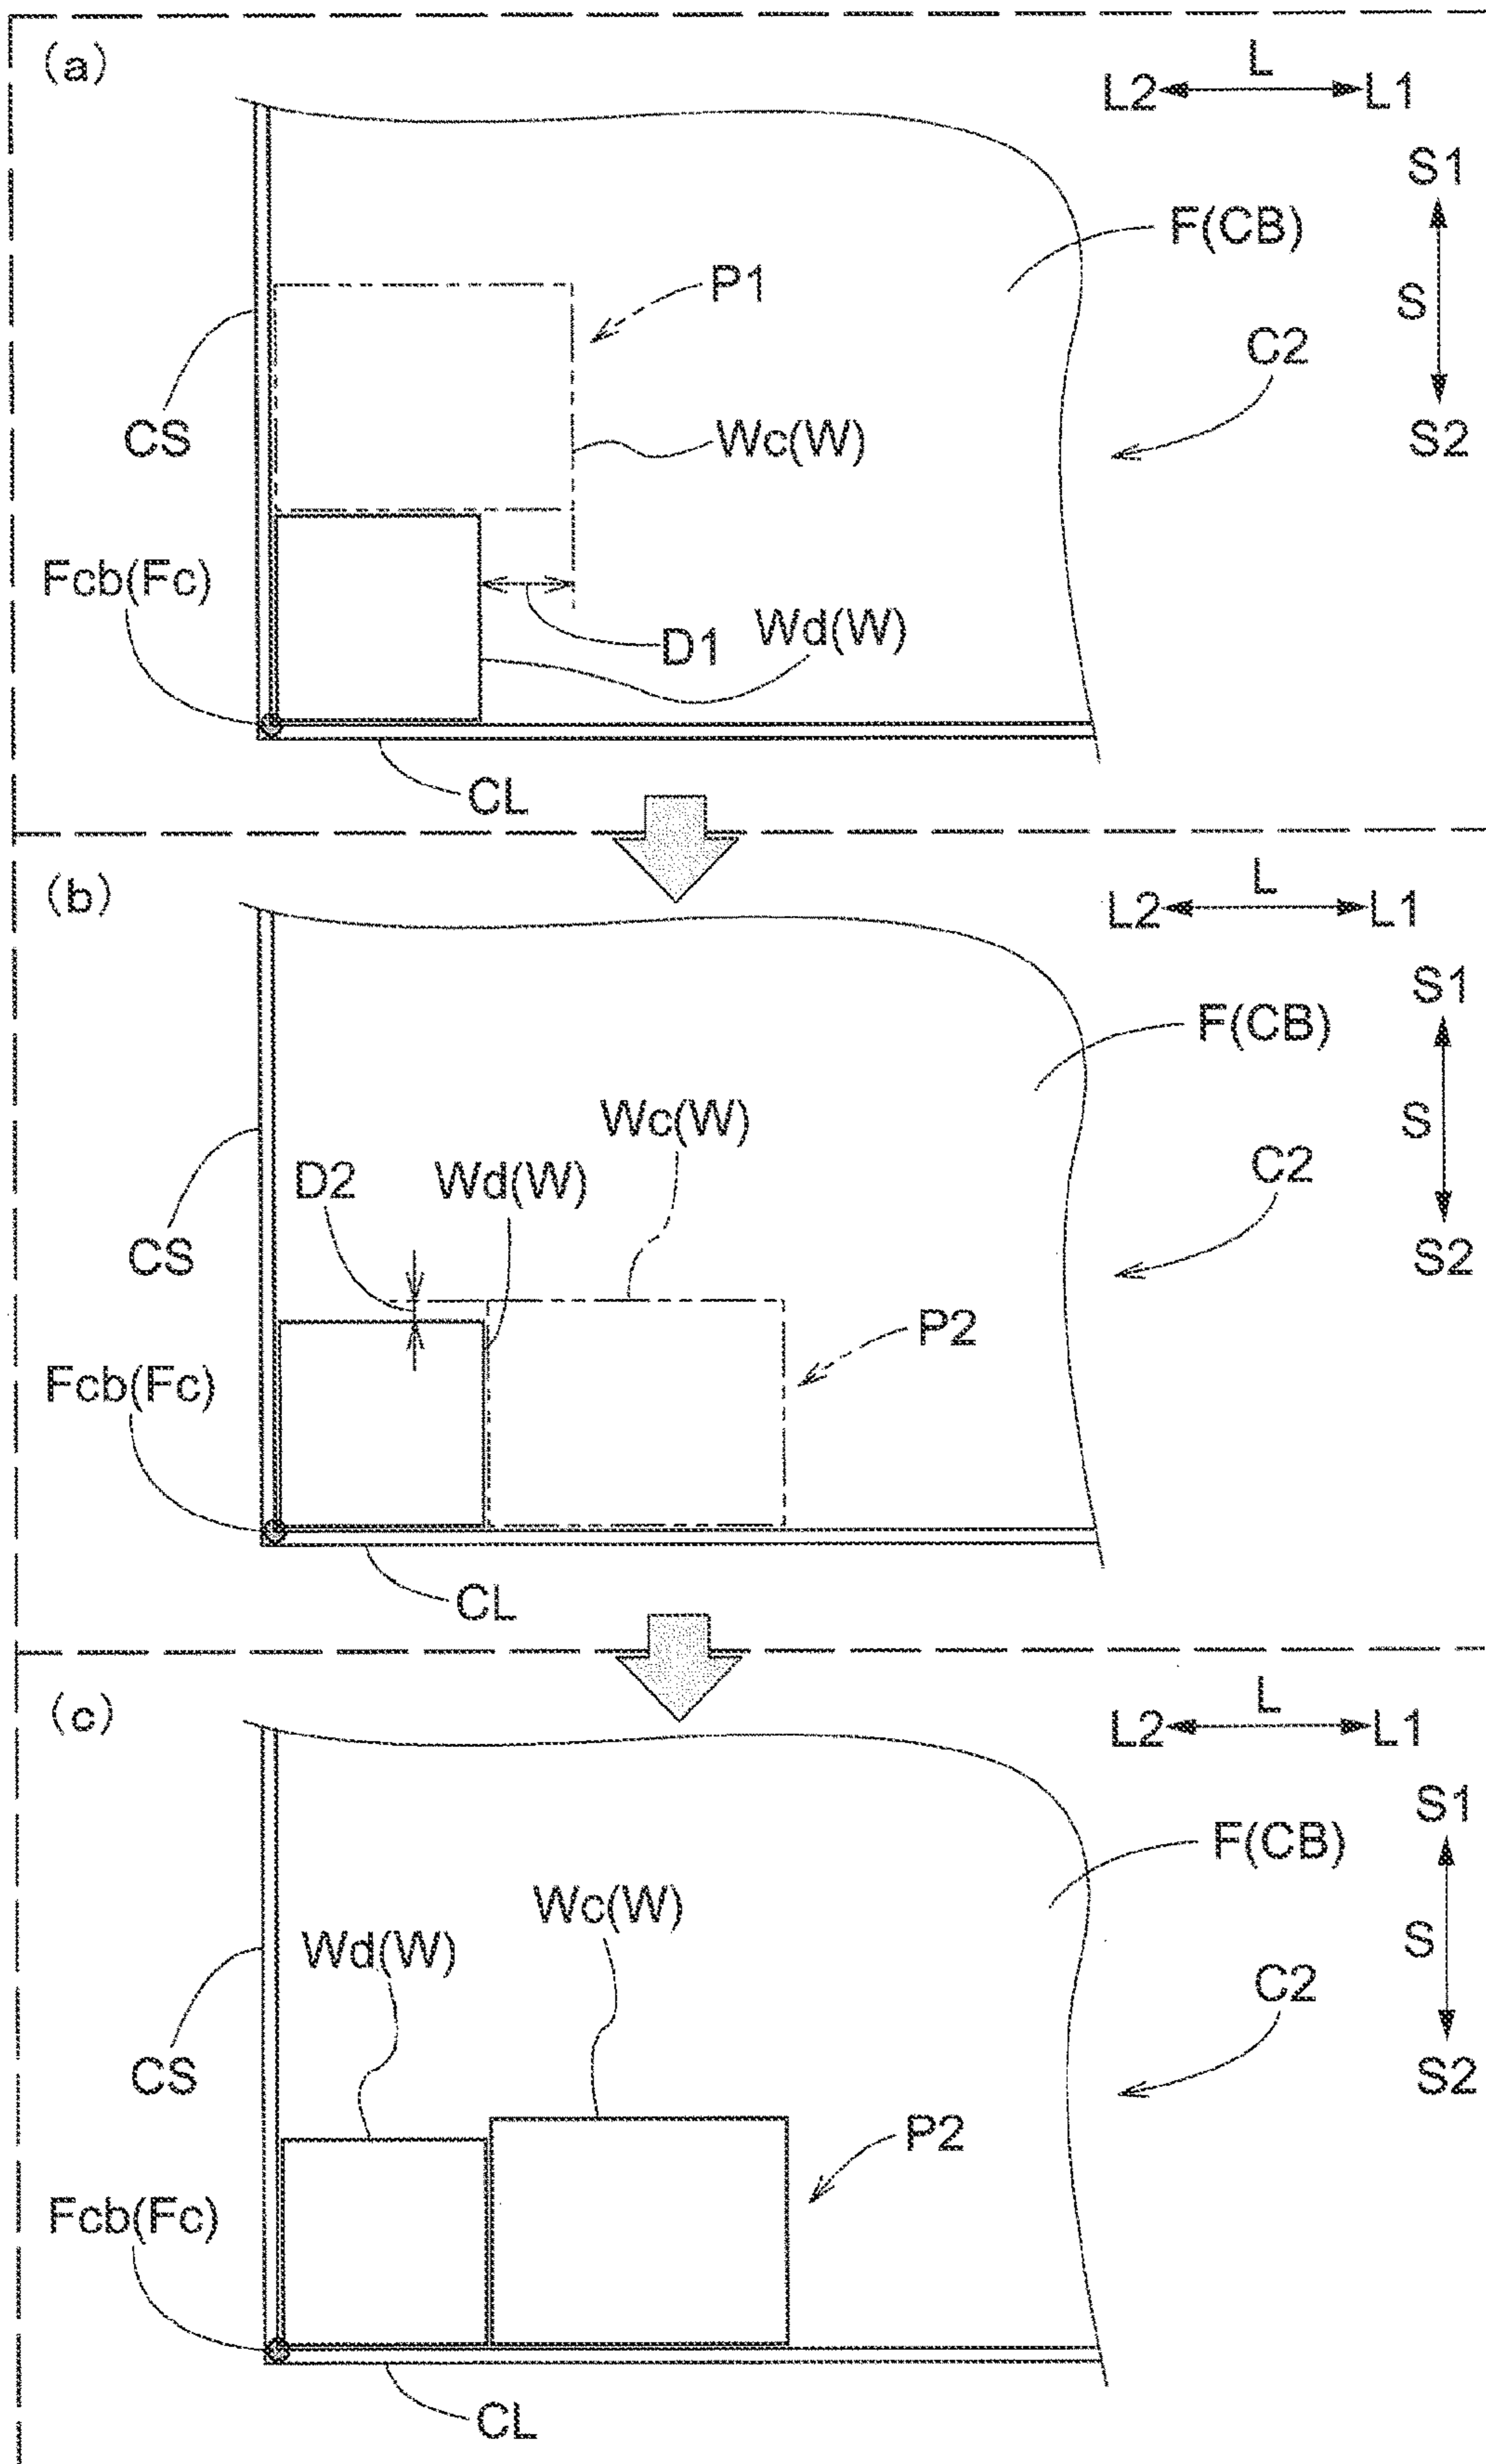 (a)
L
L2 L1
S1
F(CB)
P1
S
C2
CS
Wc(W)
S2
Fcb(Fc)
D1
Wd(W)
CL
(b)
L
L2 L1
S1
F(CB)
Wc(W)
S
D2
Wd(W)
C2
CS
S2
P2
Fcb(Fc)
CL
(c)
L
L2 L1
S1
F(CB)
Wc(W)
Wd(W)
S
C2
CS
S2
P2
Fcb(Fc)
CL